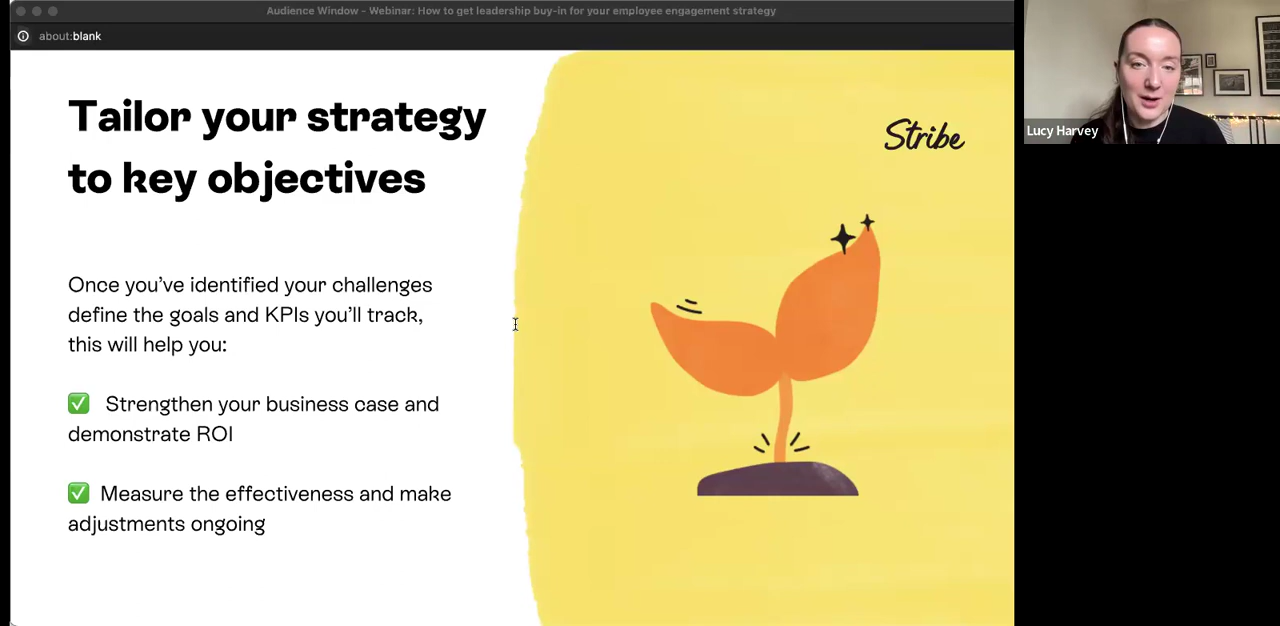 Audience Window - Webinar: How to get leadership buy-in for your employee engagement strategy
about:blank
Tailor your strategy
to key objectives
Stribe
Once you’ve identified your challenges
define the goals and KPIs you’ll track,
this will help you:
✅ Strengthen your business case and
demonstrate ROI
✅ Measure the effectiveness and make
adjustments ongoing
Lucy Harvey